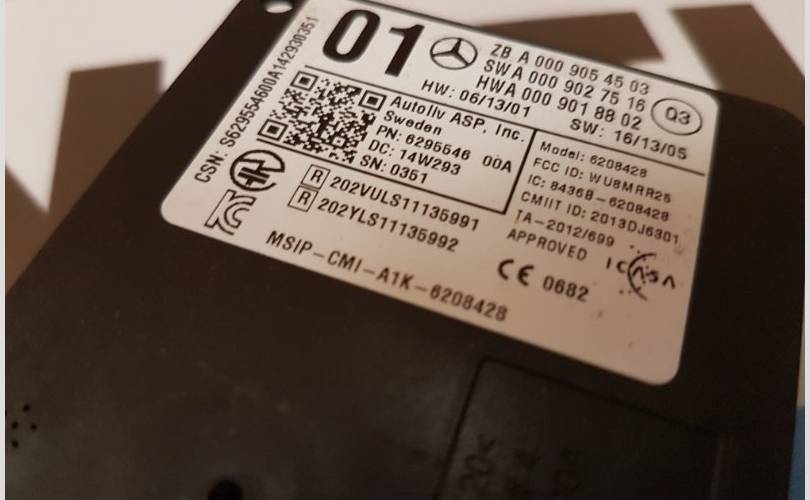 01
ZB A 000 905 45 03
SWA 000 902 75 16
HWA 000 901 88 02
Q3
HW: 06/13/01
SW: 16/13/05
CSN: S629554600A142930351
Autoliv ASP, Inc.
Sweden
PN: 6295546 00A
DC: 14W293
SN: 0351
Model: 6208428
FCC ID: WU8MRR25
IC: 8436B-6208428
CMIIT ID: 2013DJ6301
TA-2012/699
APPROVED
ICASA
R 202VULS11135991
R 202YLS11135992
CE 0682
MSIP-CMI-A1K-6208428